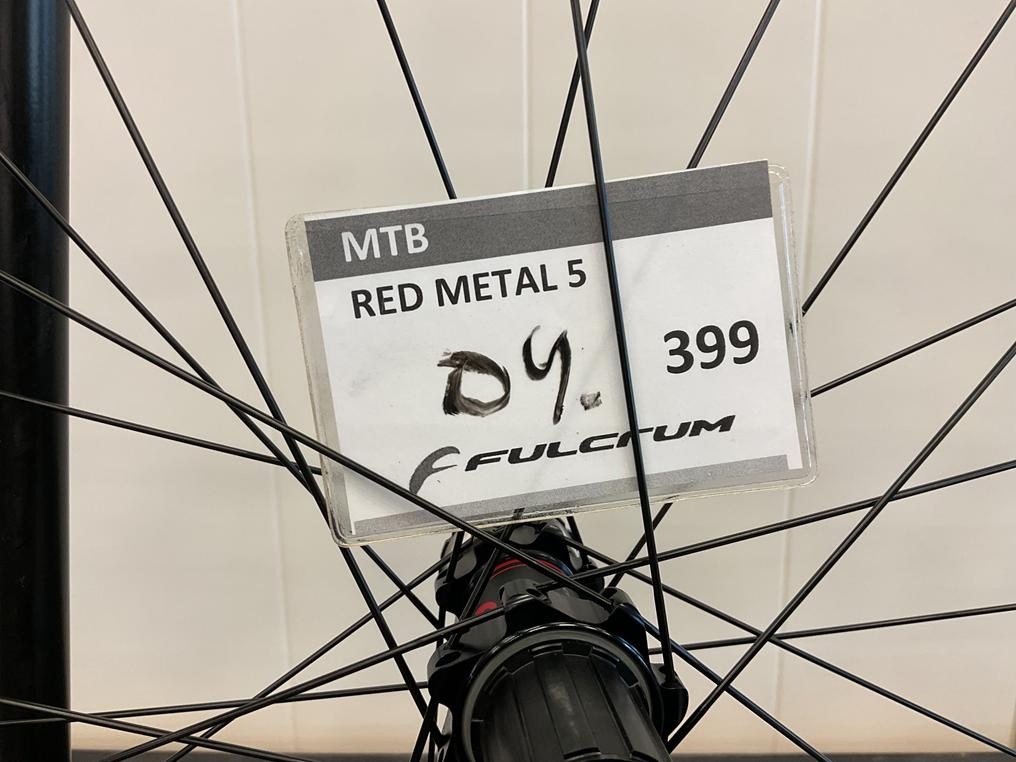 MTB
RED METAL 5
399
FULCRUM